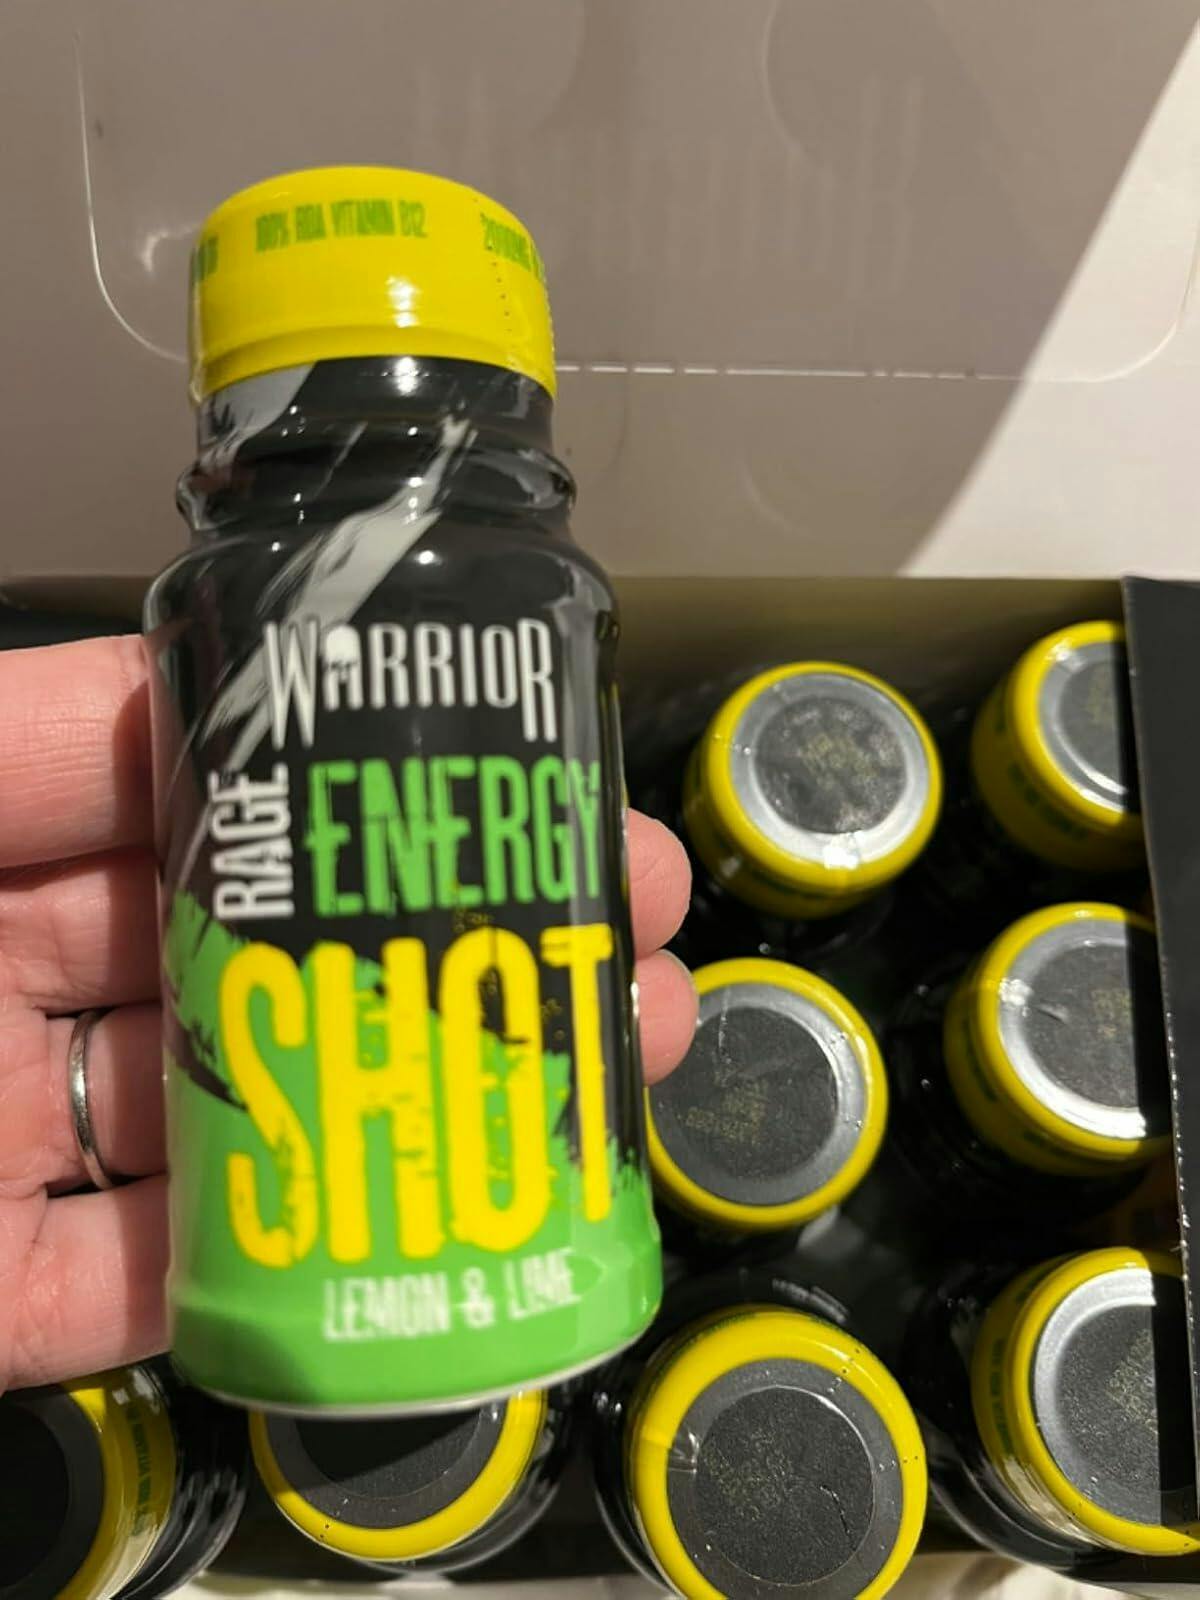 100% RDA VITAMIN B12
WARRIOR
RAGE
ENERGY
SHOT
LEMON & LIME